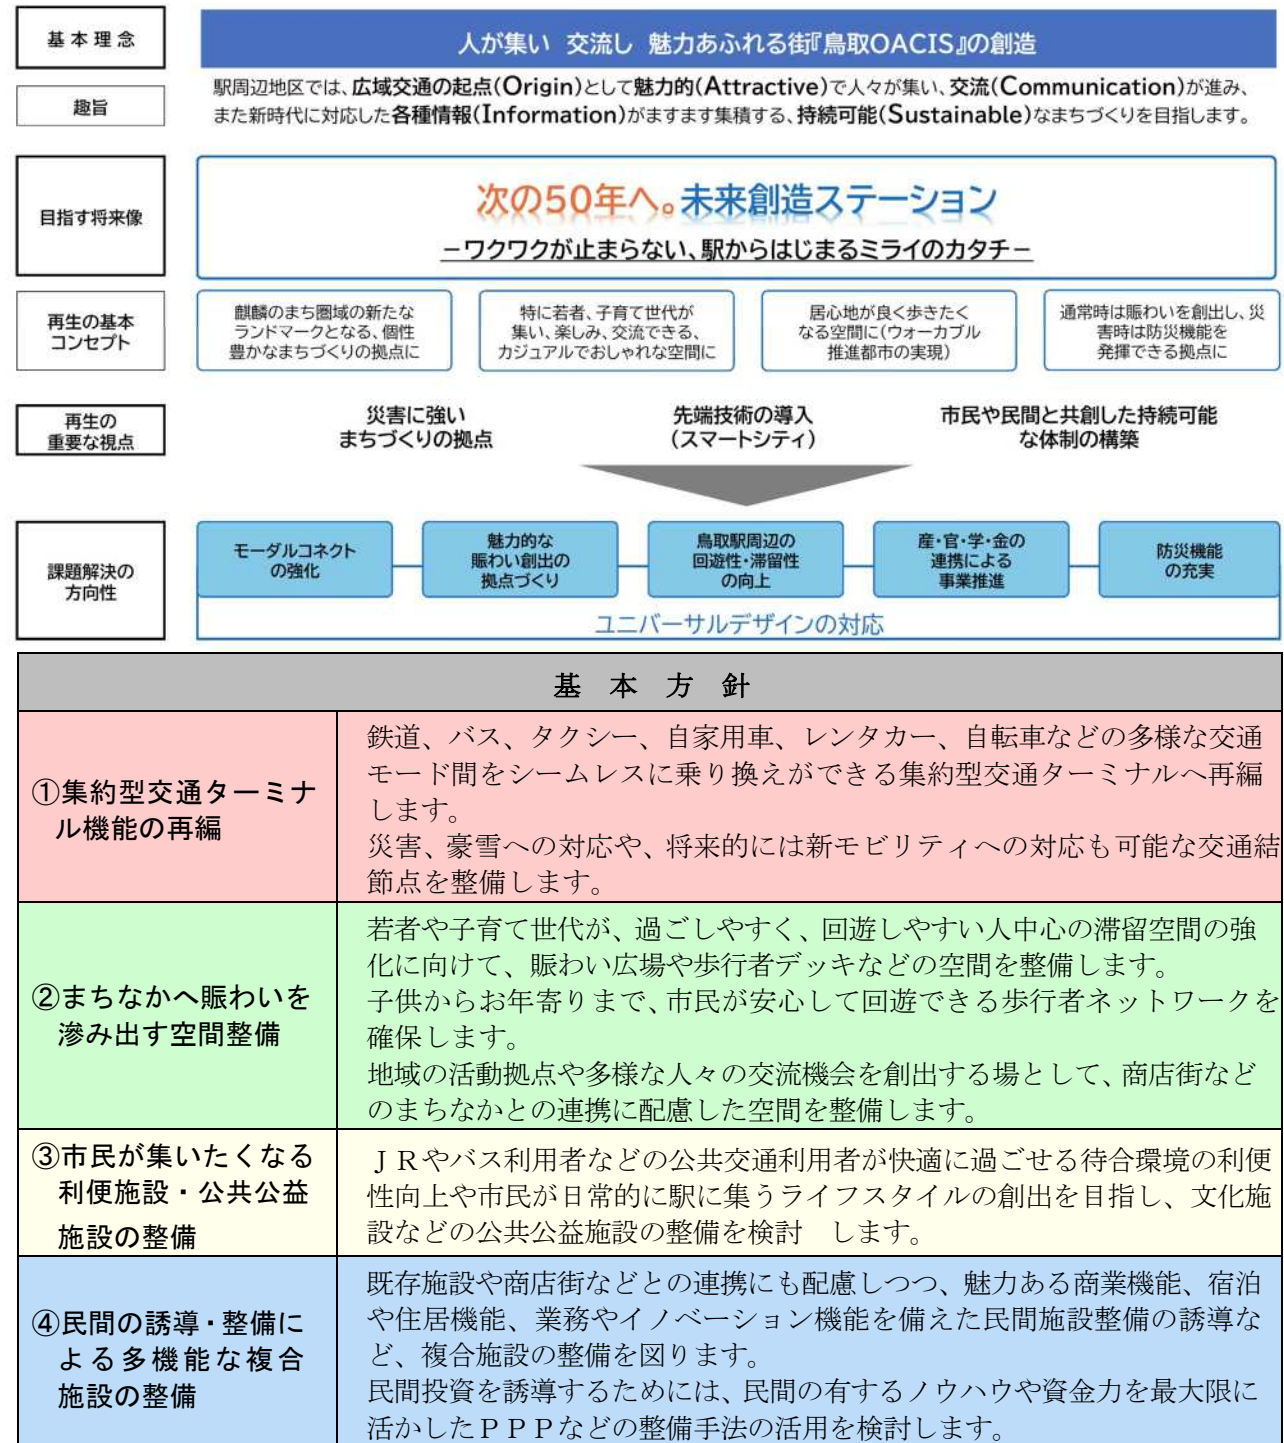 基本理念
人が集い 交流し 魅力あふれる街『鳥取OACIS』の創造
趣旨
駅周辺地区では、広域交通の起点(Origin)として魅力的(Attractive)で人々が集い、交流(Communication)が進み、
また新時代に対応した各種情報(Information)がますます集積する、持続可能(Sustainable)なまちづくりを目指します。
目指す将来像
次の50年へ。未来創造ステーション
－ワクワクが止まらない、駅からはじまるミライのカタチ－
再生の基本
コンセプト
麒麟のまち圏域の新たな
ランドマークとなる、個性
豊かなまちづくりの拠点に
特に若者、子育て世代が
集い、楽しみ、交流できる、
カジュアルでおしゃれな空間に
居心地が良く歩きたく
なる空間に(ウォーカブル
推進都市の実現)
通常時は賑わいを創出し、災
害時は防災機能を
発揮できる拠点に
再生の
重要な視点
災害に強い
まちづくりの拠点
先端技術の導入
(スマートシティ)
市民や民間と共創した持続可能
な体制の構築
課題解決の
方向性
モーダルコネクト
の強化
魅力的な
賑わい創出の
拠点づくり
鳥取駅周辺の
回遊性・滞留性
の向上
産・官・学・金の
連携による
事業推進
防災機能
の充実
ユニバーサルデザインの対応
基本方針
①集約型交通ターミナ
ル機能の再編
鉄道、バス、タクシー、自家用車、レンタカー、自転車などの多様な交通
モード間をシームレスに乗り換えができる集約型交通ターミナルへ再編
します。
災害、豪雪への対応や、将来的には新モビリティへの対応も可能な交通結
節点を整備します。
②まちなかへ賑わいを
滲み出す空間整備
若者や子育て世代が、過ごしやすく、回遊しやすい人中心の滞留空間の強
化に向けて、賑わい広場や歩行者デッキなどの空間を整備します。
子供からお年寄りまで、市民が安心して回遊できる歩行者ネットワークを
確保します。
地域の活動拠点や多様な人々の交流機会を創出する場として、商店街など
のまちなかとの連携に配慮した空間を整備します。
③市民が集いたくなる
利便施設・公共公益
施設の整備
ＪＲやバス利用者などの公共交通利用者が快適に過ごせる待合環境の利便
性向上や市民が日常的に駅に集うライフスタイルの創出を目指し、文化施
設などの公共公益施設の整備を検討　します。
④民間の誘導・整備に
よる多機能な複合
施設の整備
既存施設や商店街などとの連携にも配慮しつつ、魅力ある商業機能、宿泊
や住居機能、業務やイノベーション機能を備えた民間施設整備の誘導な
ど、複合施設の整備を図ります。
民間投資を誘導するためには、民間の有するノウハウや資金力を最大限に
活かしたＰＰＰなどの整備手法の活用を検討します。